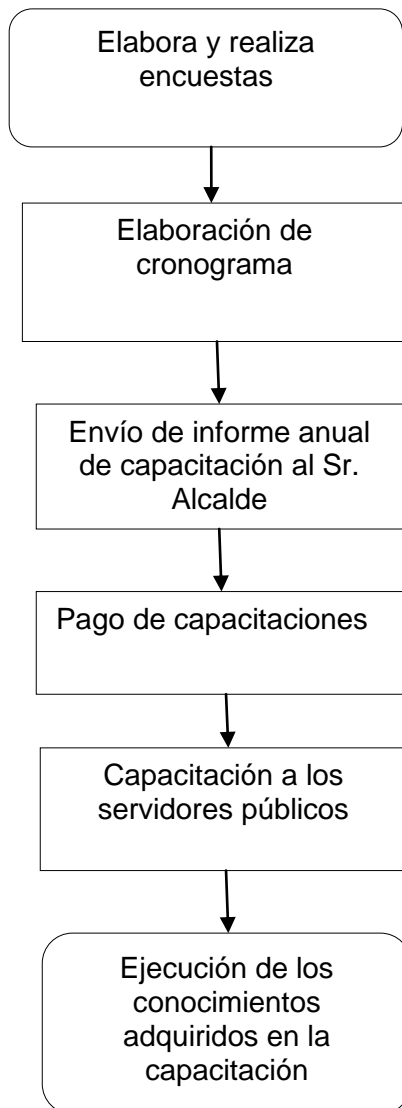 Elabora y realiza
encuestas
Elaboración de
cronograma
Envío de informe anual
de capacitación al Sr.
Alcalde
Pago de capacitaciones
Capacitación a los
servidores públicos
Ejecución de los
conocimientos
adquiridos en la
capacitación